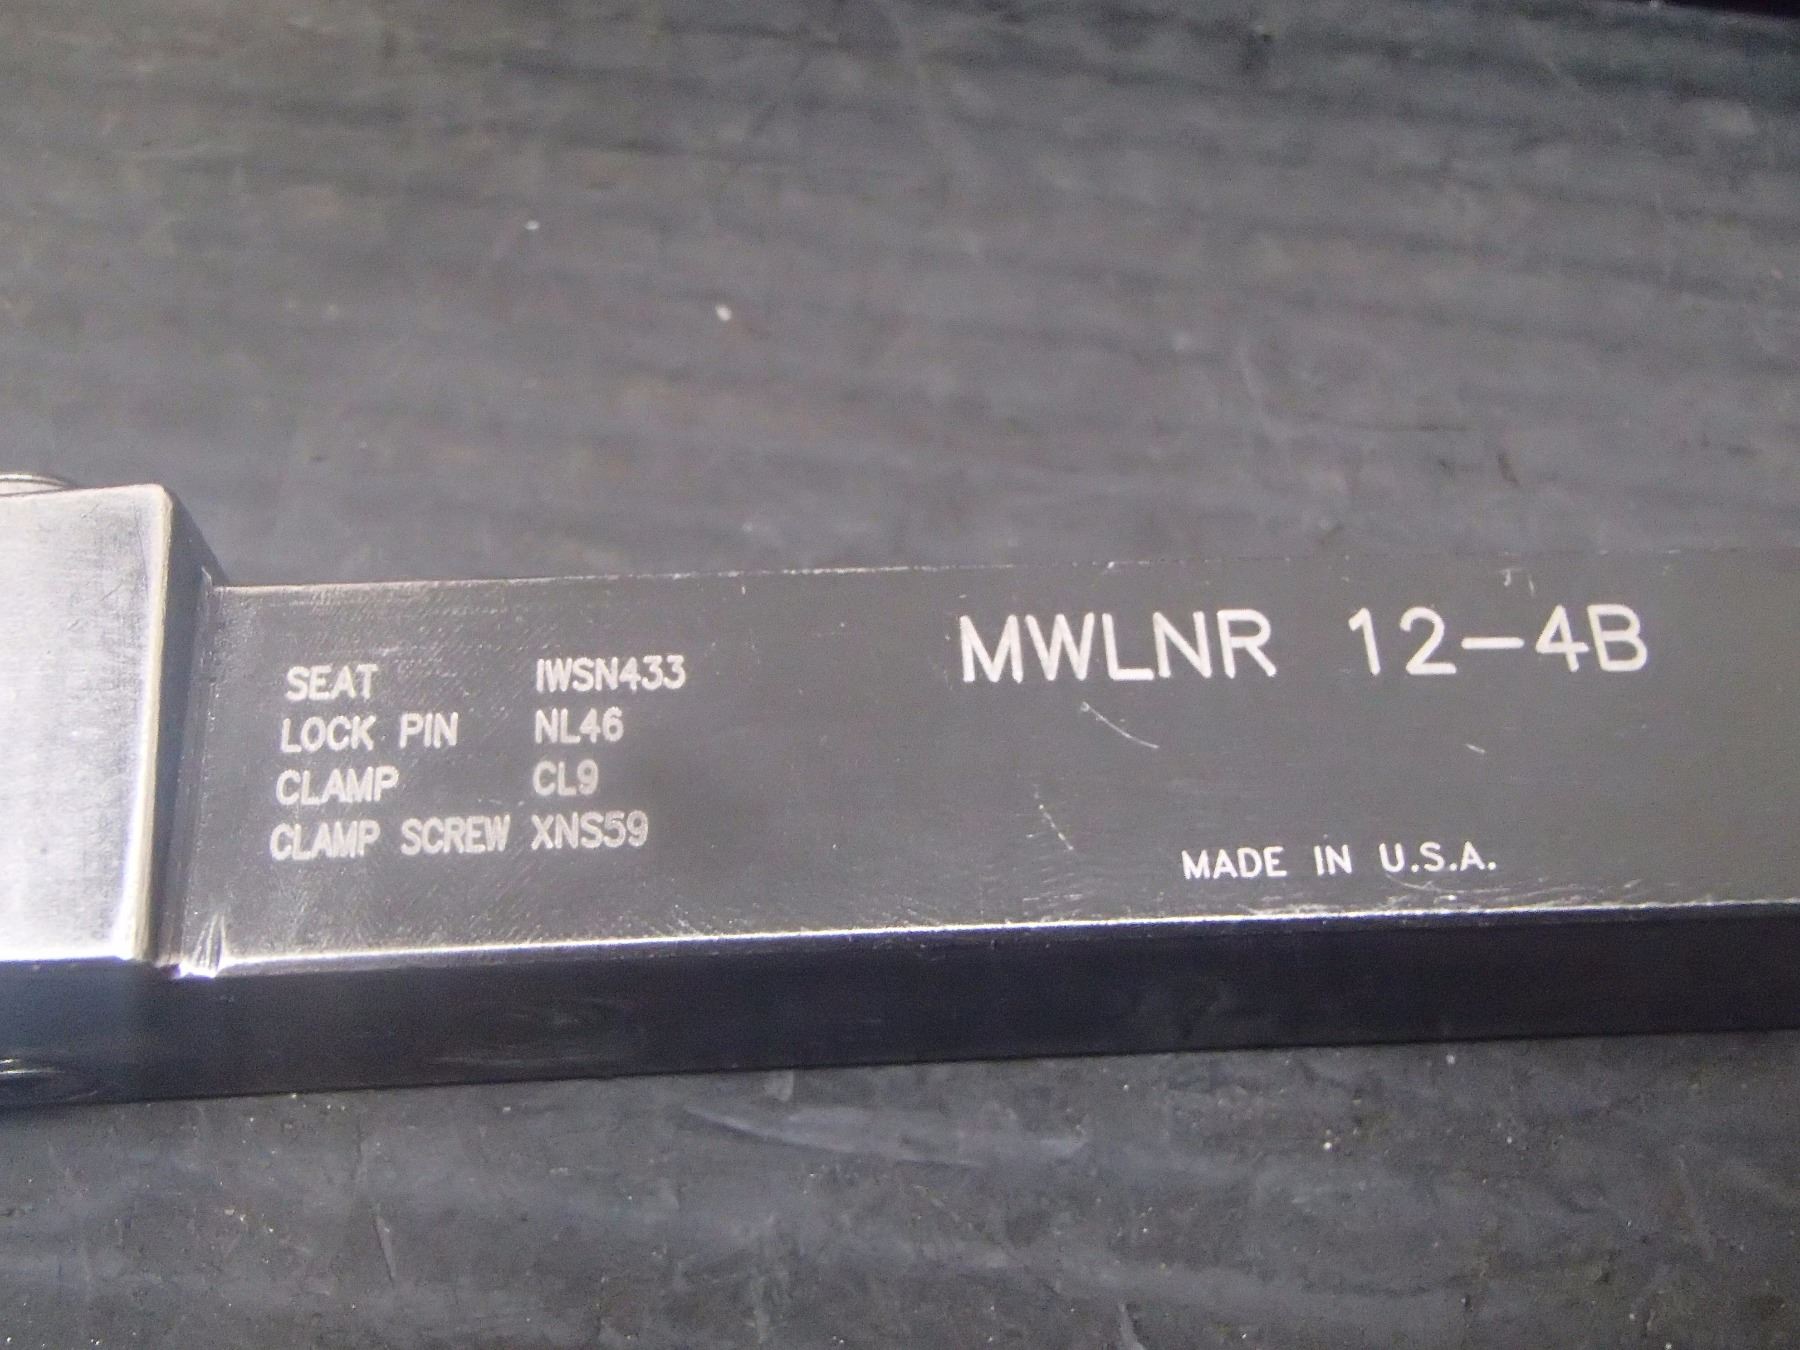 MWLNR 12-4B
SEAT IWSN433
LOCK PIN NL46
CLAMP CL9
CLAMP SCREW XNS59
MADE IN U.S.A.